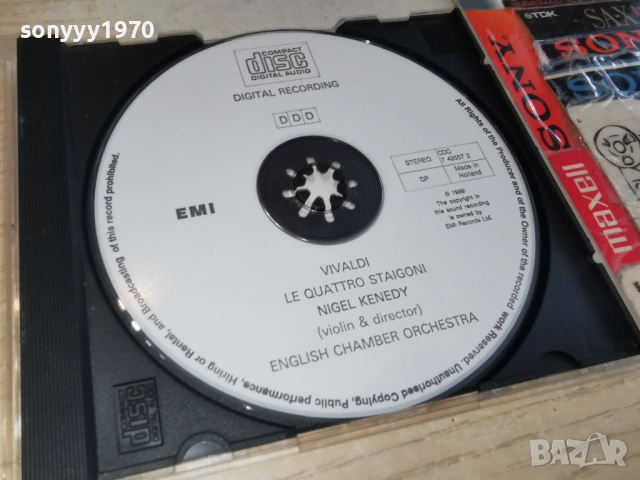 sonyyy1970
COMPACT
disc
DIGITAL AUDIO
DIGITAL RECORDING
DDD
EMI
STEREO
CDC
7 49557 2
DP
Made in
Holland
℗ 1989
The copyright in
this sound recording
is owned by
EMI Records Ltd.
VIVALDI
LE QUATTRO STAIGONI
NIGEL KENEDY
(violin & director)
ENGLISH CHAMBER ORCHESTRA
All Rights of the Producer and of the Owner of the recorded work Reserved. Unauthorised Copying, Public performance, Hiring or Rental, and Broadcasting of this record prohibited.
TDK
SAX
SONY
maxell
BAZAR
bg